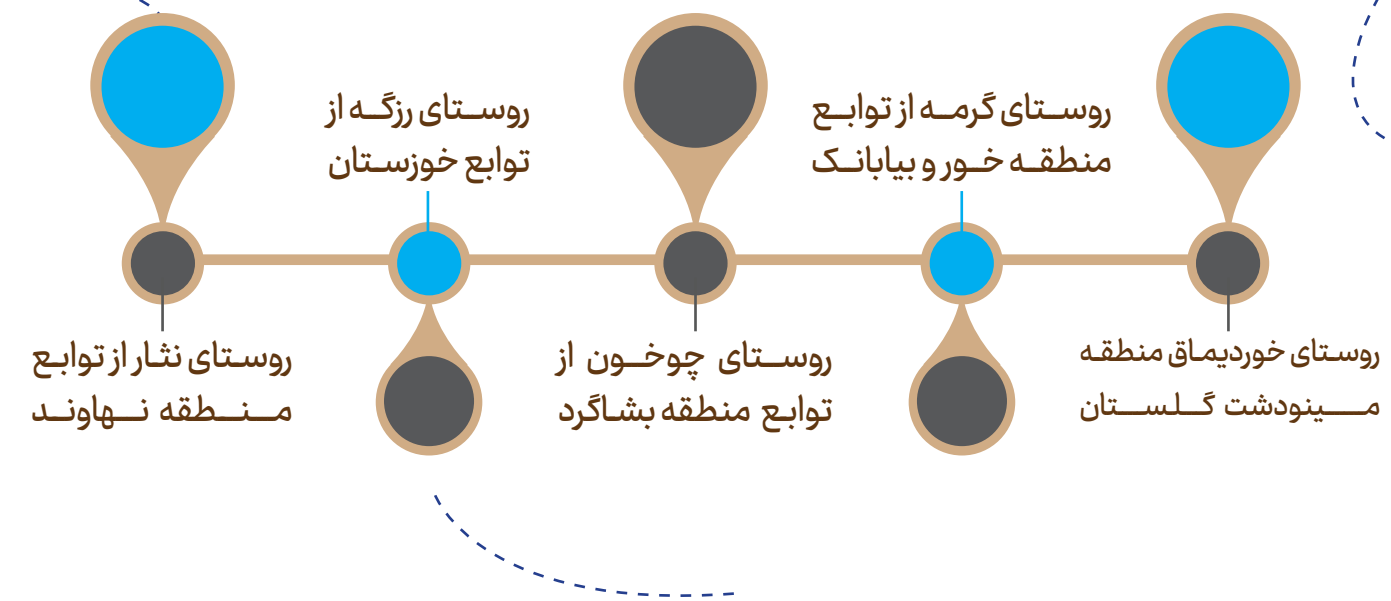 روستای خوردیماق منطقه
مینودشت گلستان
روستای گرمه از توابع
منطقه خور و بیابانک
روستای چوخون از
توابع منطقه بشاگرد
روستای رزگه از
توابع خوزستان
روستای نثار از توابع
منطقه نهاوند